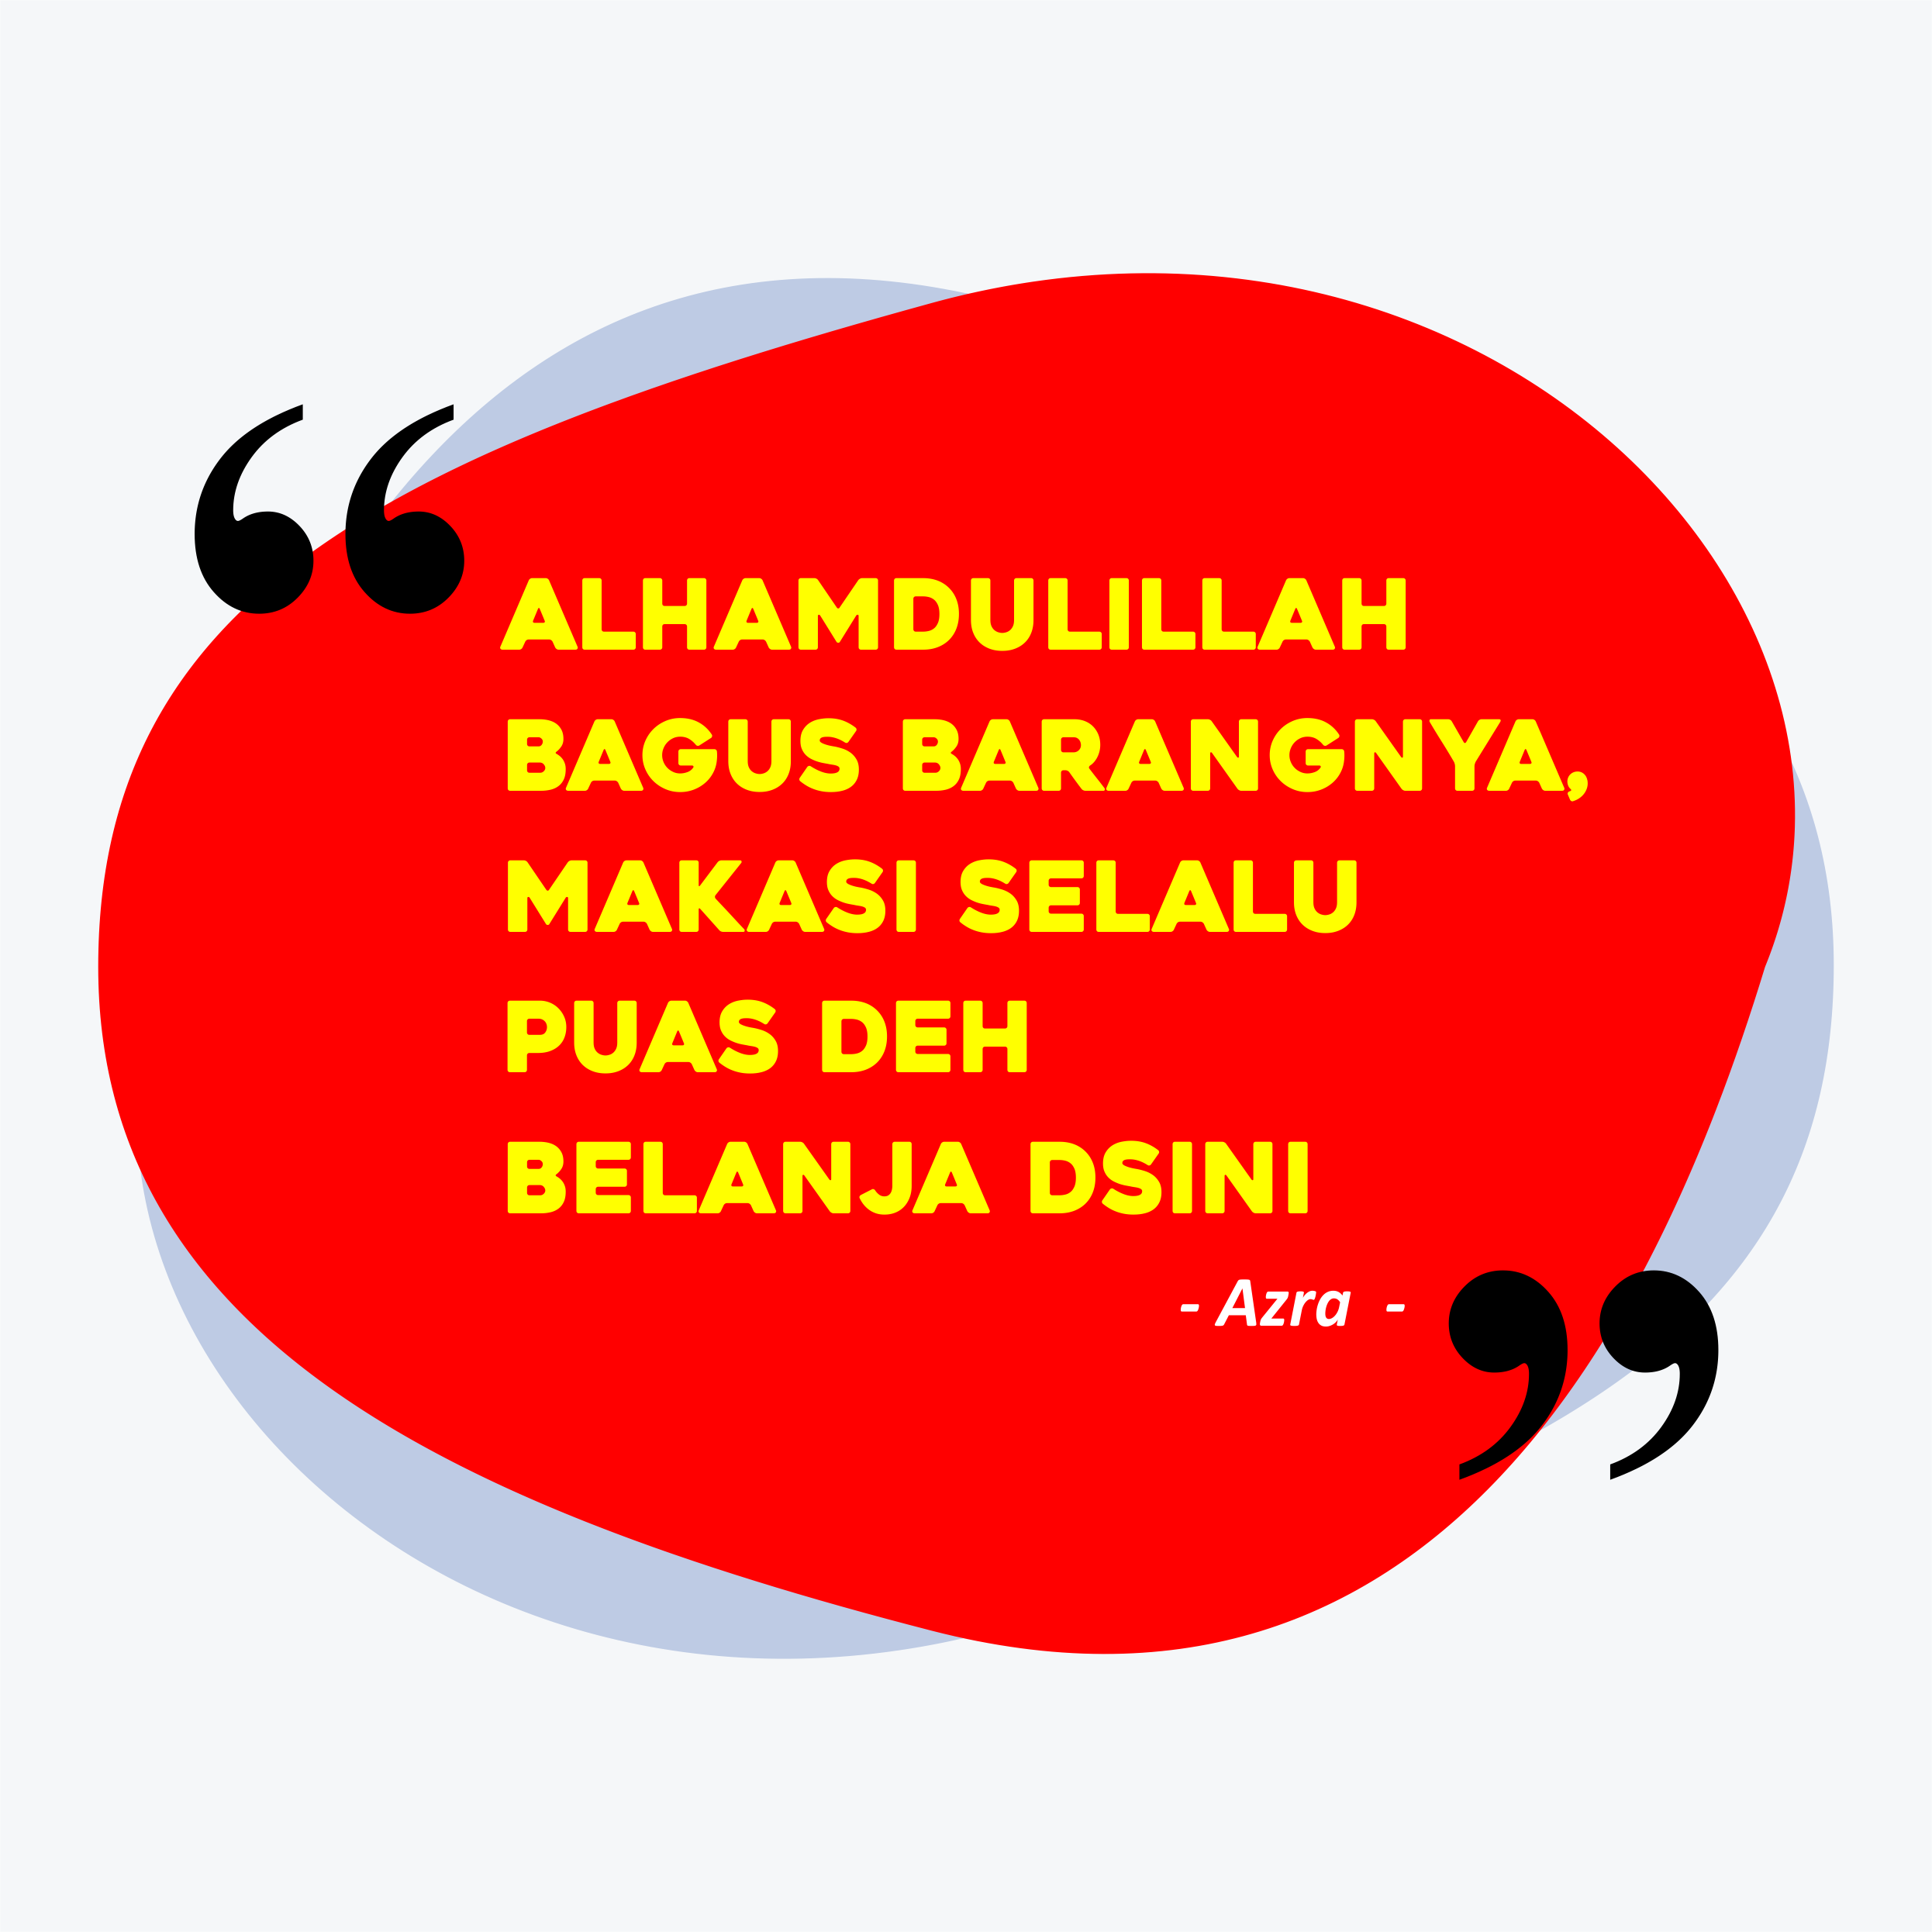 “
ALHAMDULILLAH
BAGUS BARANGNYA,
MAKASI SELALU
PUAS DEH
BELANJA DSINI
- Azra -
”